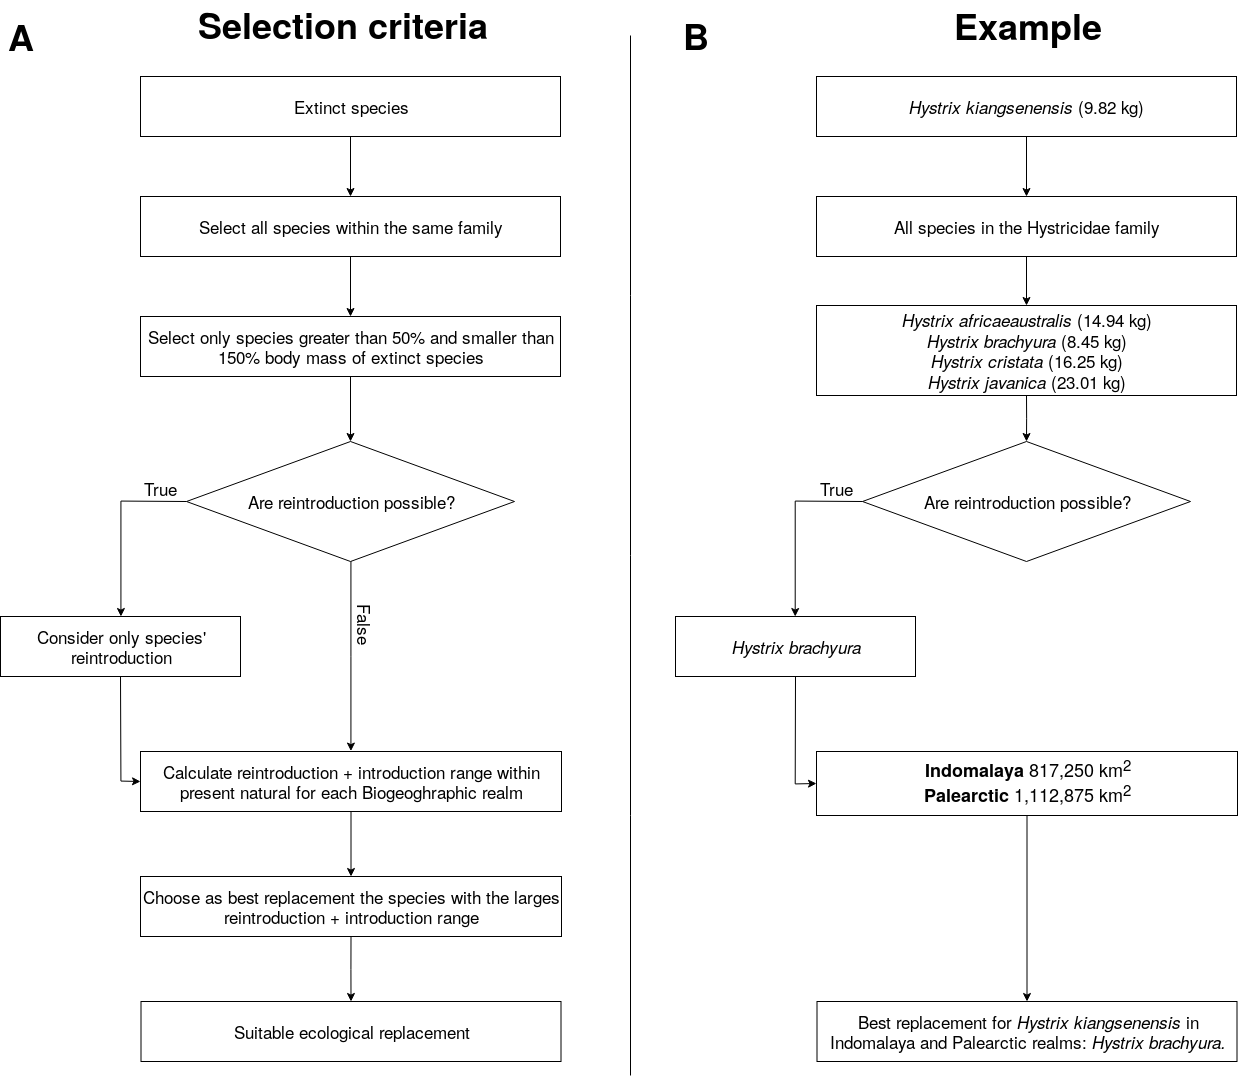 A
Selection criteria
Extinct species
Select all species within the same family
Select only species greater than 50% and smaller than
150% body mass of extinct species
Are reintroduction possible?
True
False
Consider only species'
reintroduction
Calculate reintroduction + introduction range within
present natural for each Biogeoghraphic realm
Choose as best replacement the species with the larges
reintroduction + introduction range
Suitable ecological replacement
B
Example
Hystrix kiangsenensis (9.82 kg)
All species in the Hystricidae family
Hystrix africaeaustralis (14.94 kg)
Hystrix brachyura (8.45 kg)
Hystrix cristata (16.25 kg)
Hystrix javanica (23.01 kg)
Are reintroduction possible?
True
Hystrix brachyura
Indomalaya 817,250 km²
Palearctic 1,112,875 km²
Best replacement for Hystrix kiangsenensis in
Indomalaya and Palearctic realms: Hystrix brachyura.